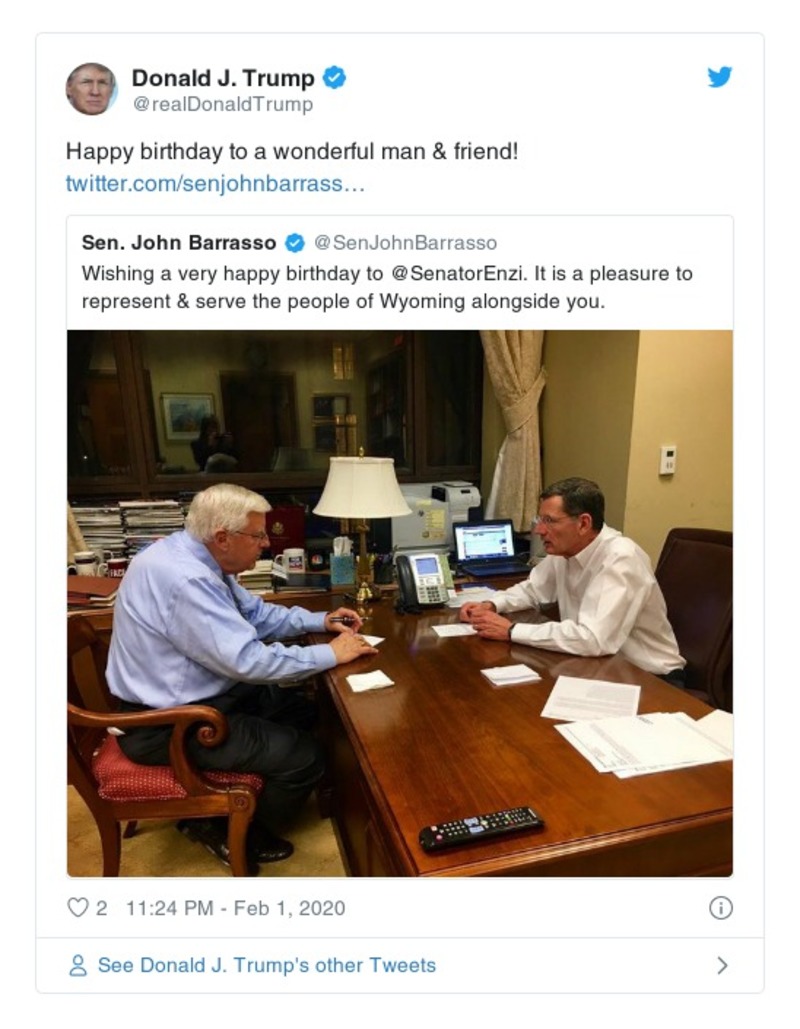 Donald J. Trump
@realDonaldTrump
Happy birthday to a wonderful man & friend!
twitter.com/senjohnbarrass…
Sen. John Barrasso @SenJohnBarrasso
Wishing a very happy birthday to @SenatorEnzi. It is a pleasure to
represent & serve the people of Wyoming alongside you.
2 11:24 PM - Feb 1, 2020
See Donald J. Trump's other Tweets